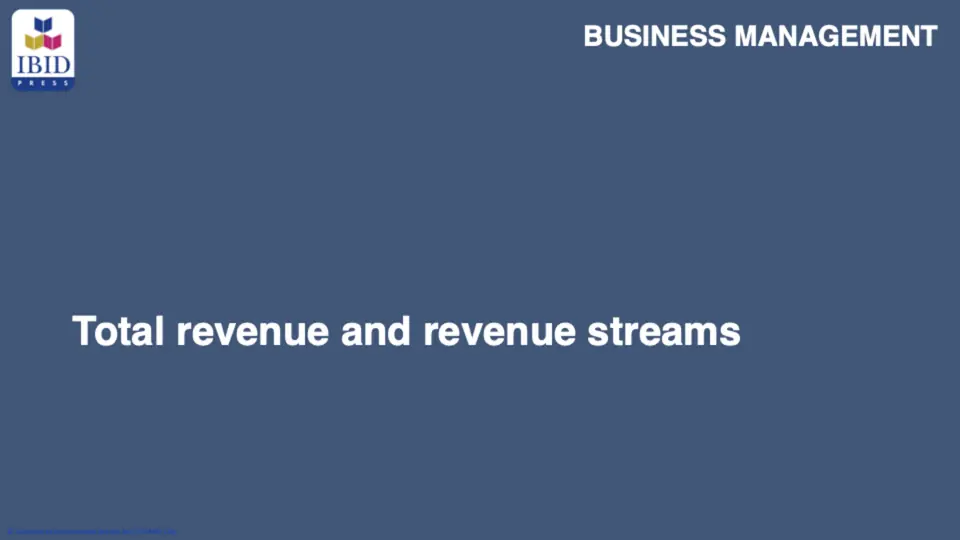 IBID
PRESS
BUSINESS MANAGEMENT
Total revenue and revenue streams